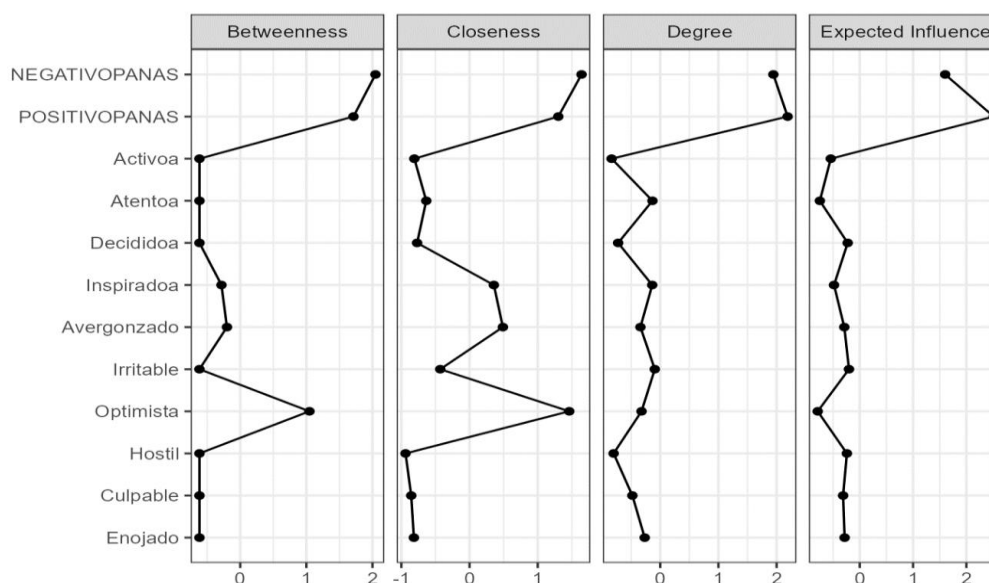 Betweenness Closeness Degree Expected Influence
NEGATIVOPANAS
POSITIVOPANAS
Activoa
Atentoa
Decididoa
Inspiradoa
Avergonzado
Irritable
Optimista
Hostil
Culpable
Enojado
0 1 2 -1 0 1 0 1 2 0 1 2